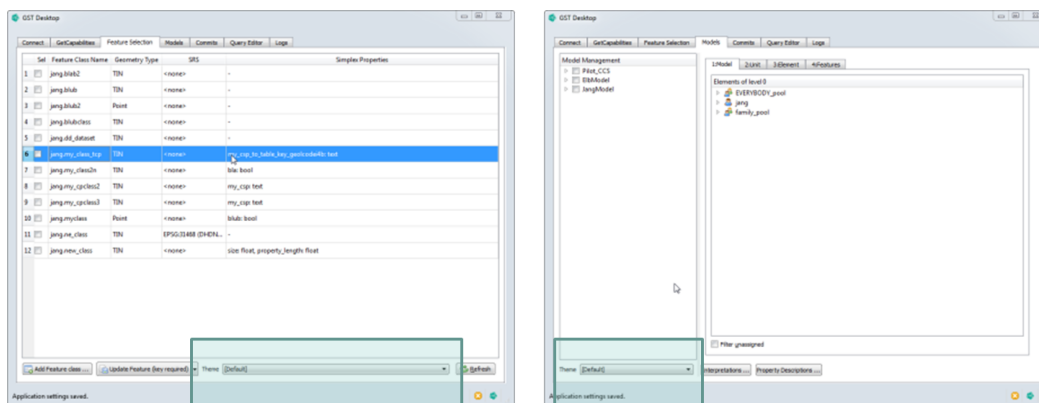 GST Desktop
Connect GetCapabilities Feature Selection Models Commits Query Editor Logs
Sel Feature Class Name Geometry Type SRS Simplex Properties
1 jang.blab2 TIN <none> -
2 jang.blub TIN <none> -
3 jang.blub2 Point <none> -
4 jang.blubclass TIN <none> -
5 jang.dd_dataset TIN <none> -
6 jang.my_class_tcp TIN <none> my_csp_to_table_key_geolcode4lb: text
7 jang.my_class2n TIN <none> bla: bool
8 jang.my_cpclass2 TIN <none> my_csp: text
9 jang.my_cpclass3 TIN <none> my_csp: text
10 jang.myclass Point <none> blub: bool
11 jang.ne_class TIN EPSG:31468 (DHDN... -
12 jang.new_class TIN <none> size: float, property_length: float
Add Feature class ... Update Feature (key required) Theme [Default] Refresh
Application settings saved.
GST Desktop
Connect GetCapabilities Feature Selection Models Commits Query Editor Logs
Model Management
Pilot_CCS
ElbModel
JangModel
1:Model 2:Unit 3:Element 4:Features
Elements of level 0
EVERYBODY_pool
jang
family_pool
Filter unassigned
Theme [Default] nterpretations ... Property Descriptions ...
Application settings saved.